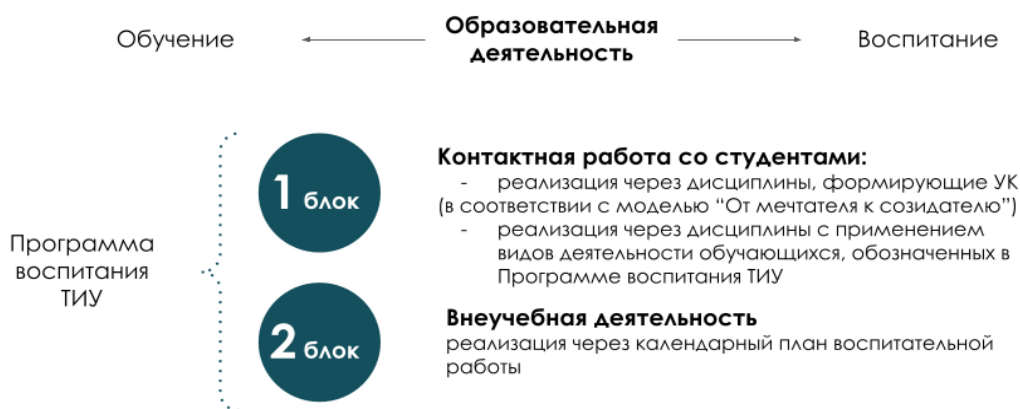 Обучение
Образовательная
деятельность
Воспитание
Программа
воспитания
ТИУ
1 блок
Контактная работа со студентами:
- реализация через дисциплины, формирующие УК
(в соответствии с моделью “От мечтателя к созидателю”)
- реализация через дисциплины с применением
видов деятельности обучающихся, обозначенных в
Программе воспитания ТИУ
2 блок
Внеучебная деятельность
реализация через календарный план воспитательной
работы